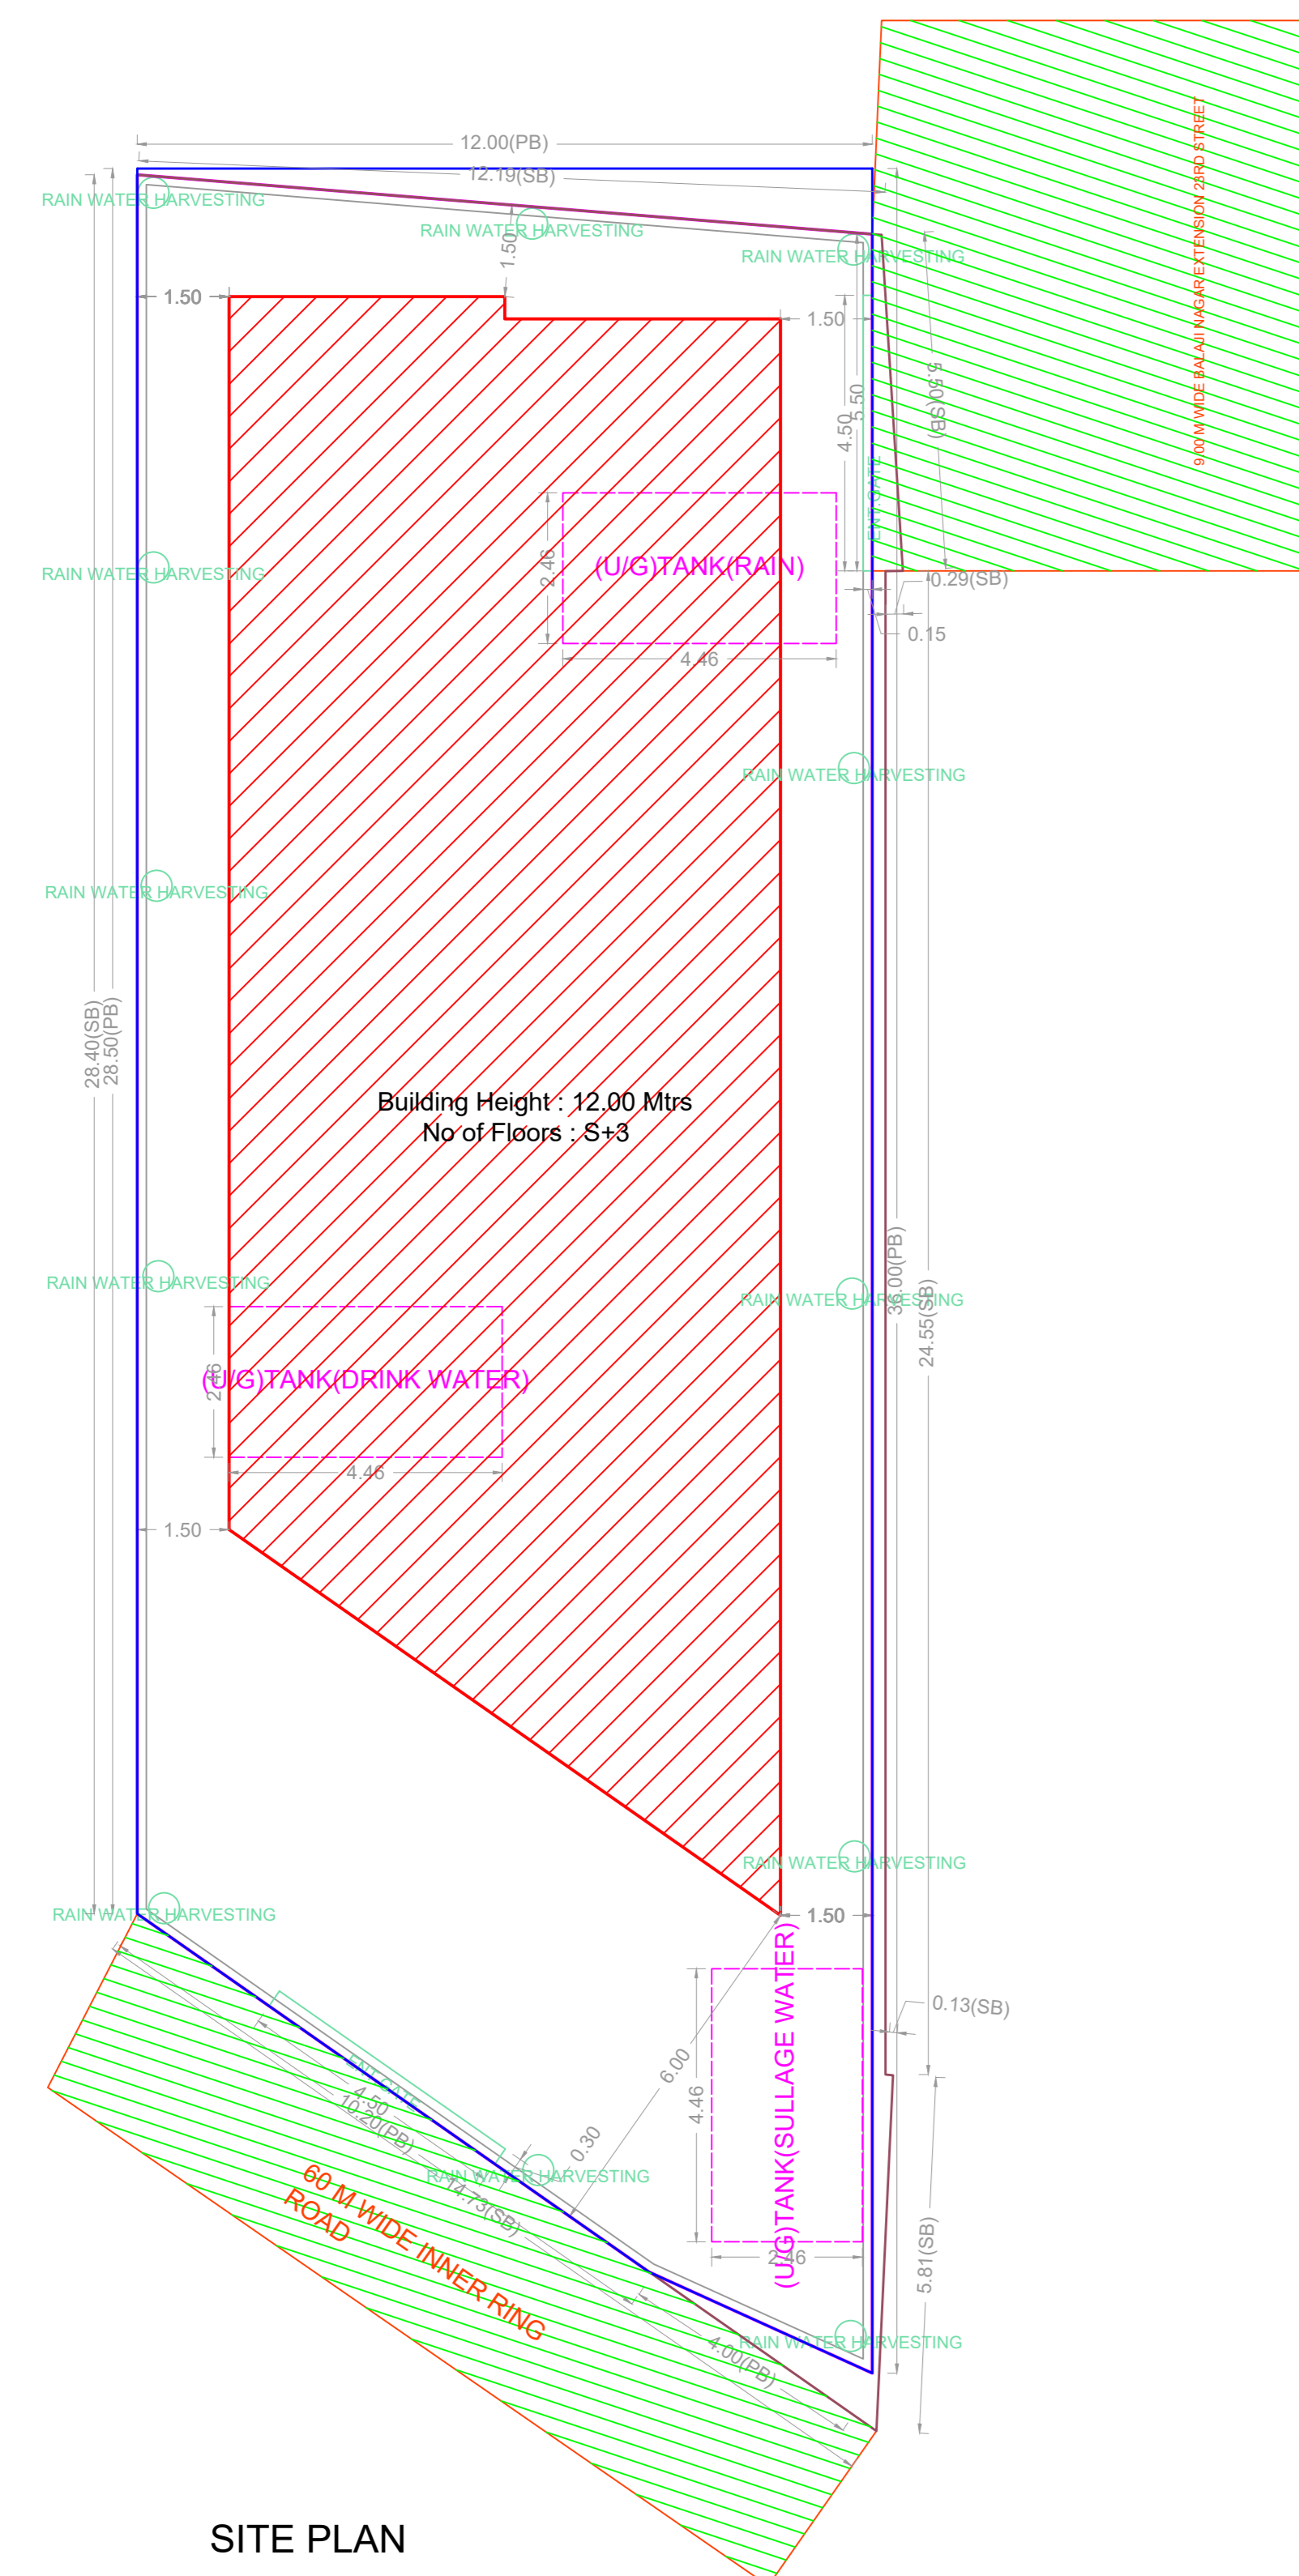 12.00(PB)
12.19(SB)
9.00 M WIDE BALAJI NAGAR EXTENSION 23RD STREET
RAIN WATER HARVESTING
RAIN WATER HARVESTING
RAIN WATER HARVESTING
1.50
1.50
1.50
5.50(SB)
5.50
4.50
ENT.GATE
2.46
(U/G)TANK(RAIN)
RAIN WATER HARVESTING
0.29(SB)
0.15
4.46
RAIN WATER HARVESTING
RAIN WATER HARVESTING
28.40(SB)
28.50(PB)
Building Height : 12.00 Mtrs
No of Floors : S+3
36.00(PB)
24.55(SB)
RAIN WATER HARVESTING
RAIN WATER HARVESTING
2.46
(U/G)TANK(DRINK WATER)
4.46
1.50
RAIN WATER HARVESTING
RAIN WATER HARVESTING
1.50
(U/G)TANK(SULLAGE WATER)
0.13(SB)
6.00
4.46
ENT.GATE
4.50
10.20(PB)
0.30
RAIN WATER HARVESTING
14.73(SB)
60 M WIDE INNER RING
ROAD
2.46
5.81(SB)
RAIN WATER HARVESTING
4.00(PB)
SITE PLAN